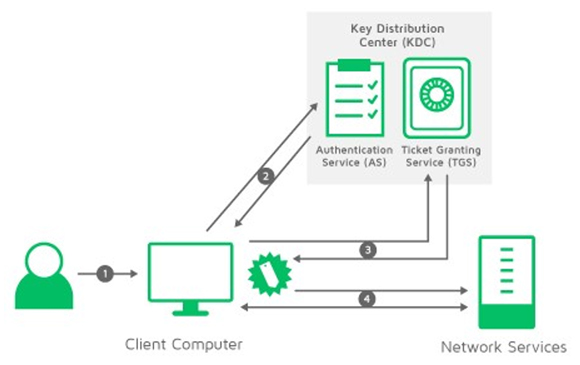 Key Distribution
Center (KDC)
Authentication
Service (AS)
Ticket Granting
Service (TGS)
2
1
3
4
Client Computer
Network Services